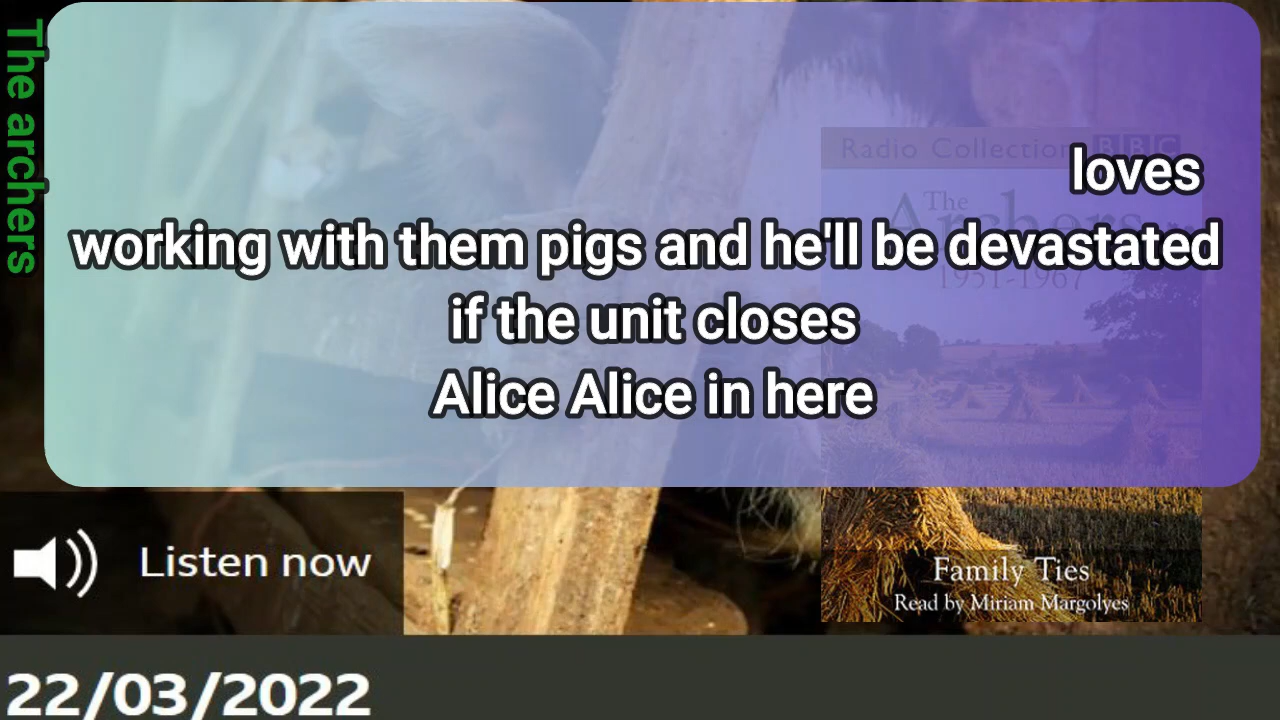 The archers
loves
working with them pigs and he'll be devastated
if the unit closes
Alice Alice in here
Radio Collection BBC
The
Archers
1951-1967
Family Ties
Read by Miriam Margolyes
Listen now
22/03/2022